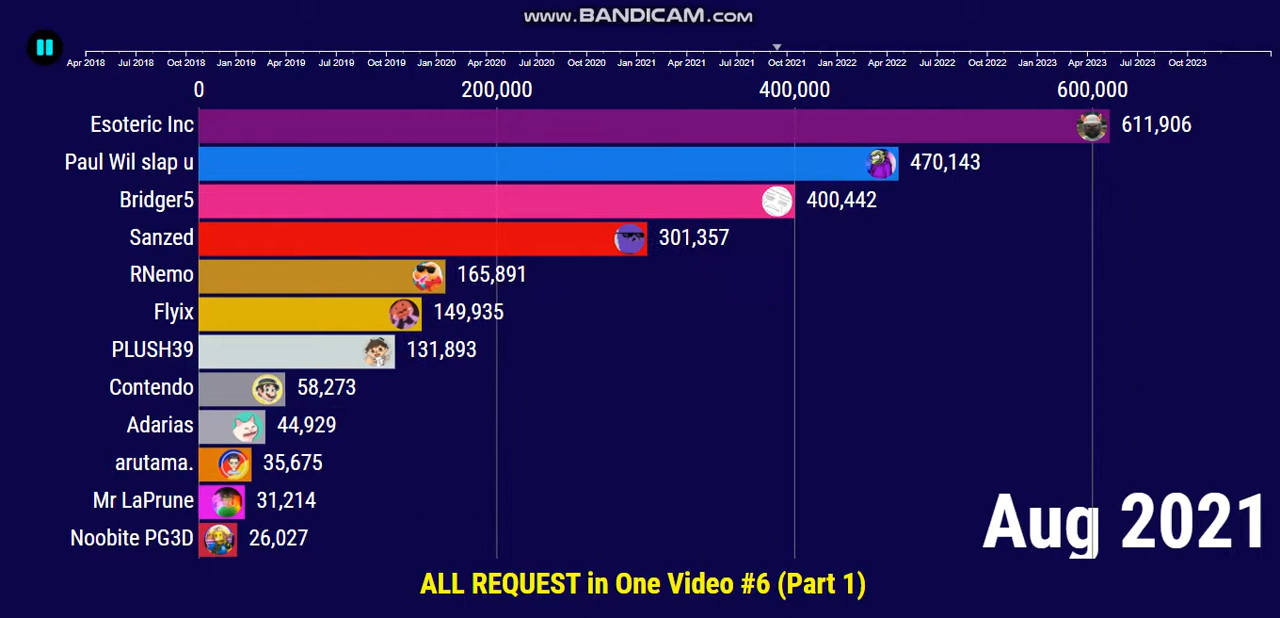 www.BANDICAM.com
Apr 2018 Jul 2018 Oct 2018 Jan 2019 Apr 2019 Jul 2019 Oct 2019 Jan 2020 Apr 2020 Jul 2020 Oct 2020 Jan 2021 Apr 2021 Jul 2021 Oct 2021 Jan 2022 Apr 2022 Jul 2022 Oct 2022 Jan 2023 Apr 2023 Jul 2023 Oct 2023
0 200,000 400,000 600,000
Esoteric Inc 611,906
Paul Wil slap u 470,143
Bridger5 400,442
Sanzed 301,357
RNemo 165,891
Flyix 149,935
PLUSH39 131,893
Contendo 58,273
Adarias 44,929
arutama. 35,675
Mr LaPrune 31,214
Noobite PG3D 26,027
Aug 2021
ALL REQUEST in One Video #6 (Part 1)